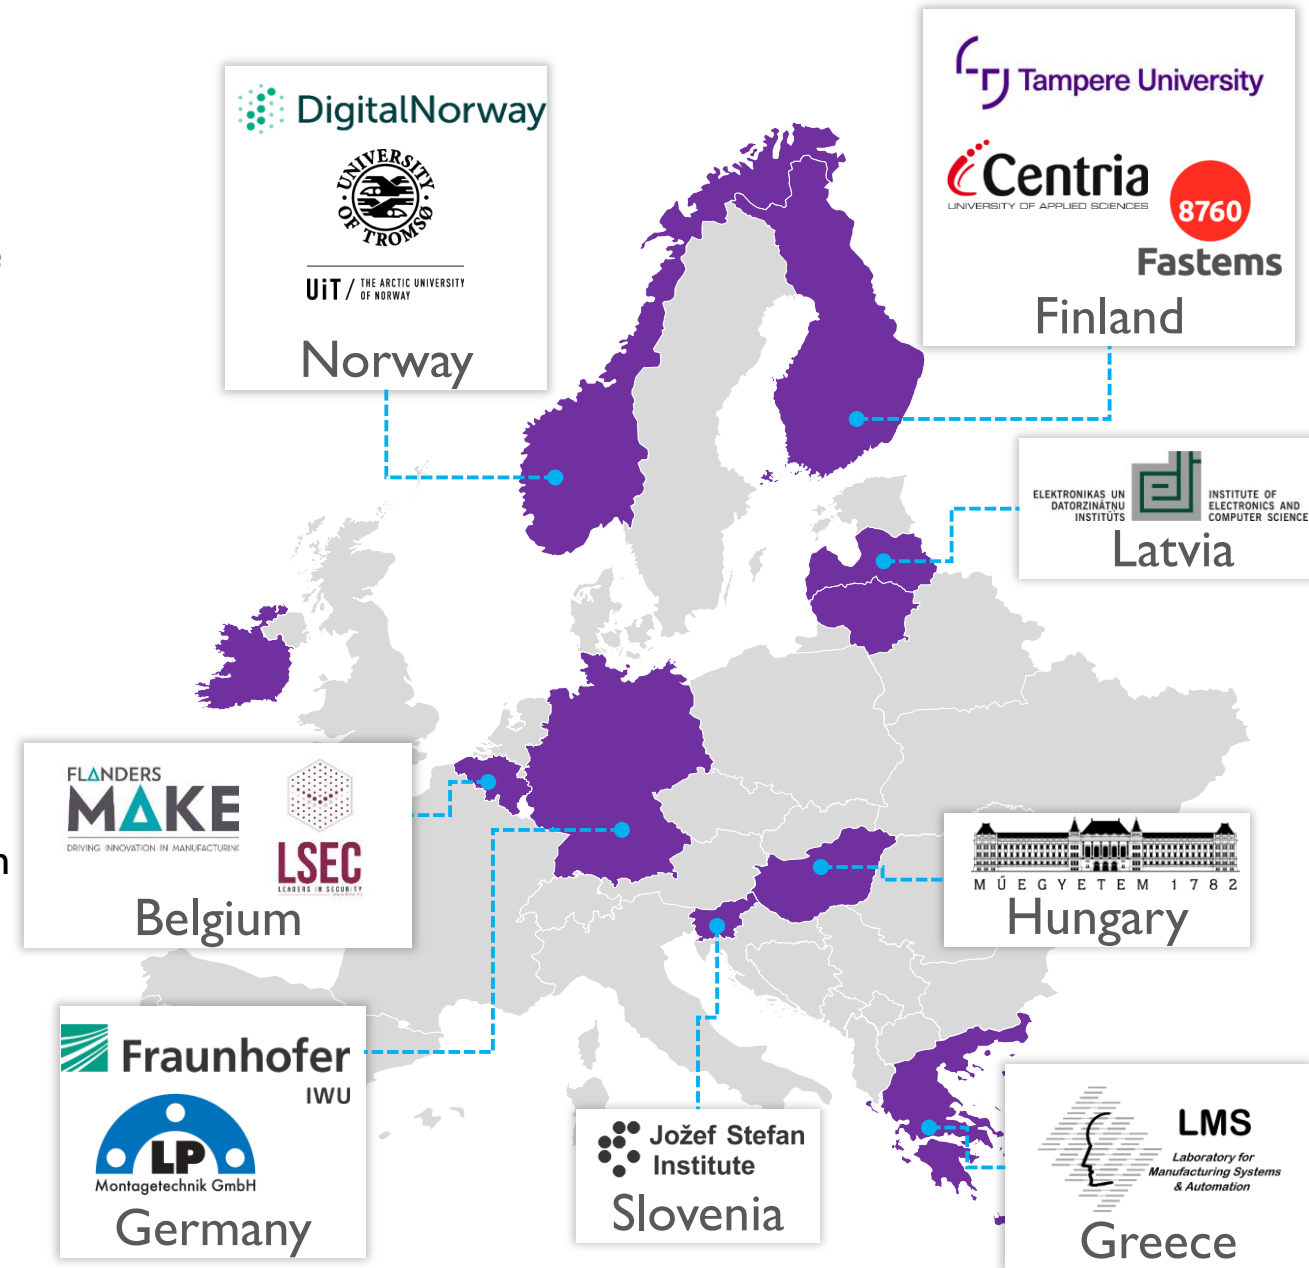 DigitalNorway
UNIVERSITY
OF TROMSØ
UiT / THE ARCTIC UNIVERSITY
OF NORWAY
Norway
Tampere University
Centria
UNIVERSITY OF APPLIED SCIENCES
8760
Fastems
Finland
ELEKTRONIKAS UN
DATORZINĀTŅU
INSTITŪTS
INSTITUTE OF
ELECTRONICS AND
COMPUTER SCIENCE
Latvia
FLANDERS
MAKE
DRIVING INNOVATION IN MANUFACTURING
LSEC
LEADERS IN SECURITY
Belgium
MŰEGYETEM 1782
Hungary
Fraunhofer
IWU
LP
Montagetechnik GmbH
Germany
Jožef Stefan
Institute
Slovenia
LMS
Laboratory for
Manufacturing Systems
& Automation
Greece